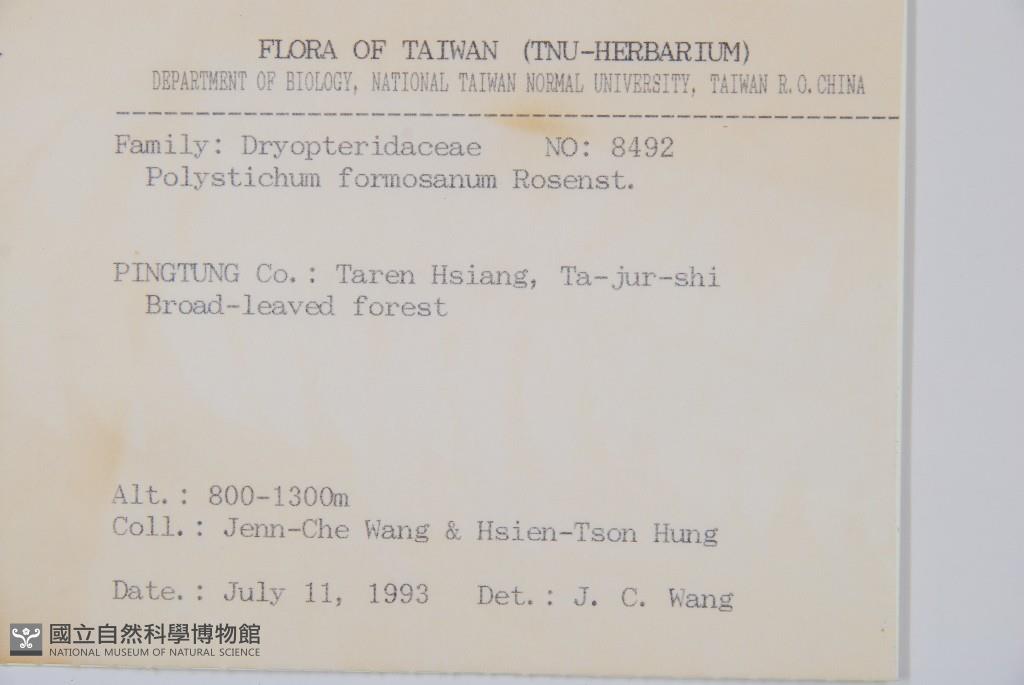 FLORA OF TAIWAN (TNU-HERBARIUM)
DEPARTMENT OF BIOLOGY, NATIONAL TAIWAN NORMAL UNIVERSITY, TAIWAN R.O.CHINA
Family: Dryopteridaceae NO: 8492
Polystichum formosanum Rosenst.
PINGTUNG Co.: Taren Hsiang, Ta-jur-shi
Broad-leaved forest
Alt.: 800-1300m
Coll.: Jenn-Che Wang & Hsien-Tson Hung
Date.: July 11, 1993 Det.: J. C. Wang
國立自然科學博物館
NATIONAL MUSEUM OF NATURAL SCIENCE